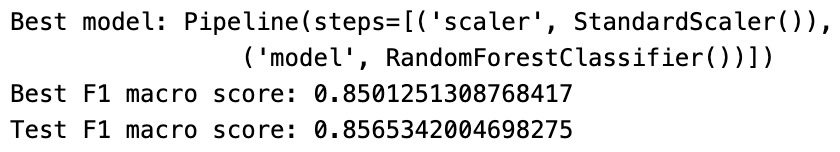 Best model: Pipeline(steps=[('scaler', StandardScaler()),
                ('model', RandomForestClassifier())])
Best F1 macro score: 0.8501251308768417
Test F1 macro score: 0.8565342004698275